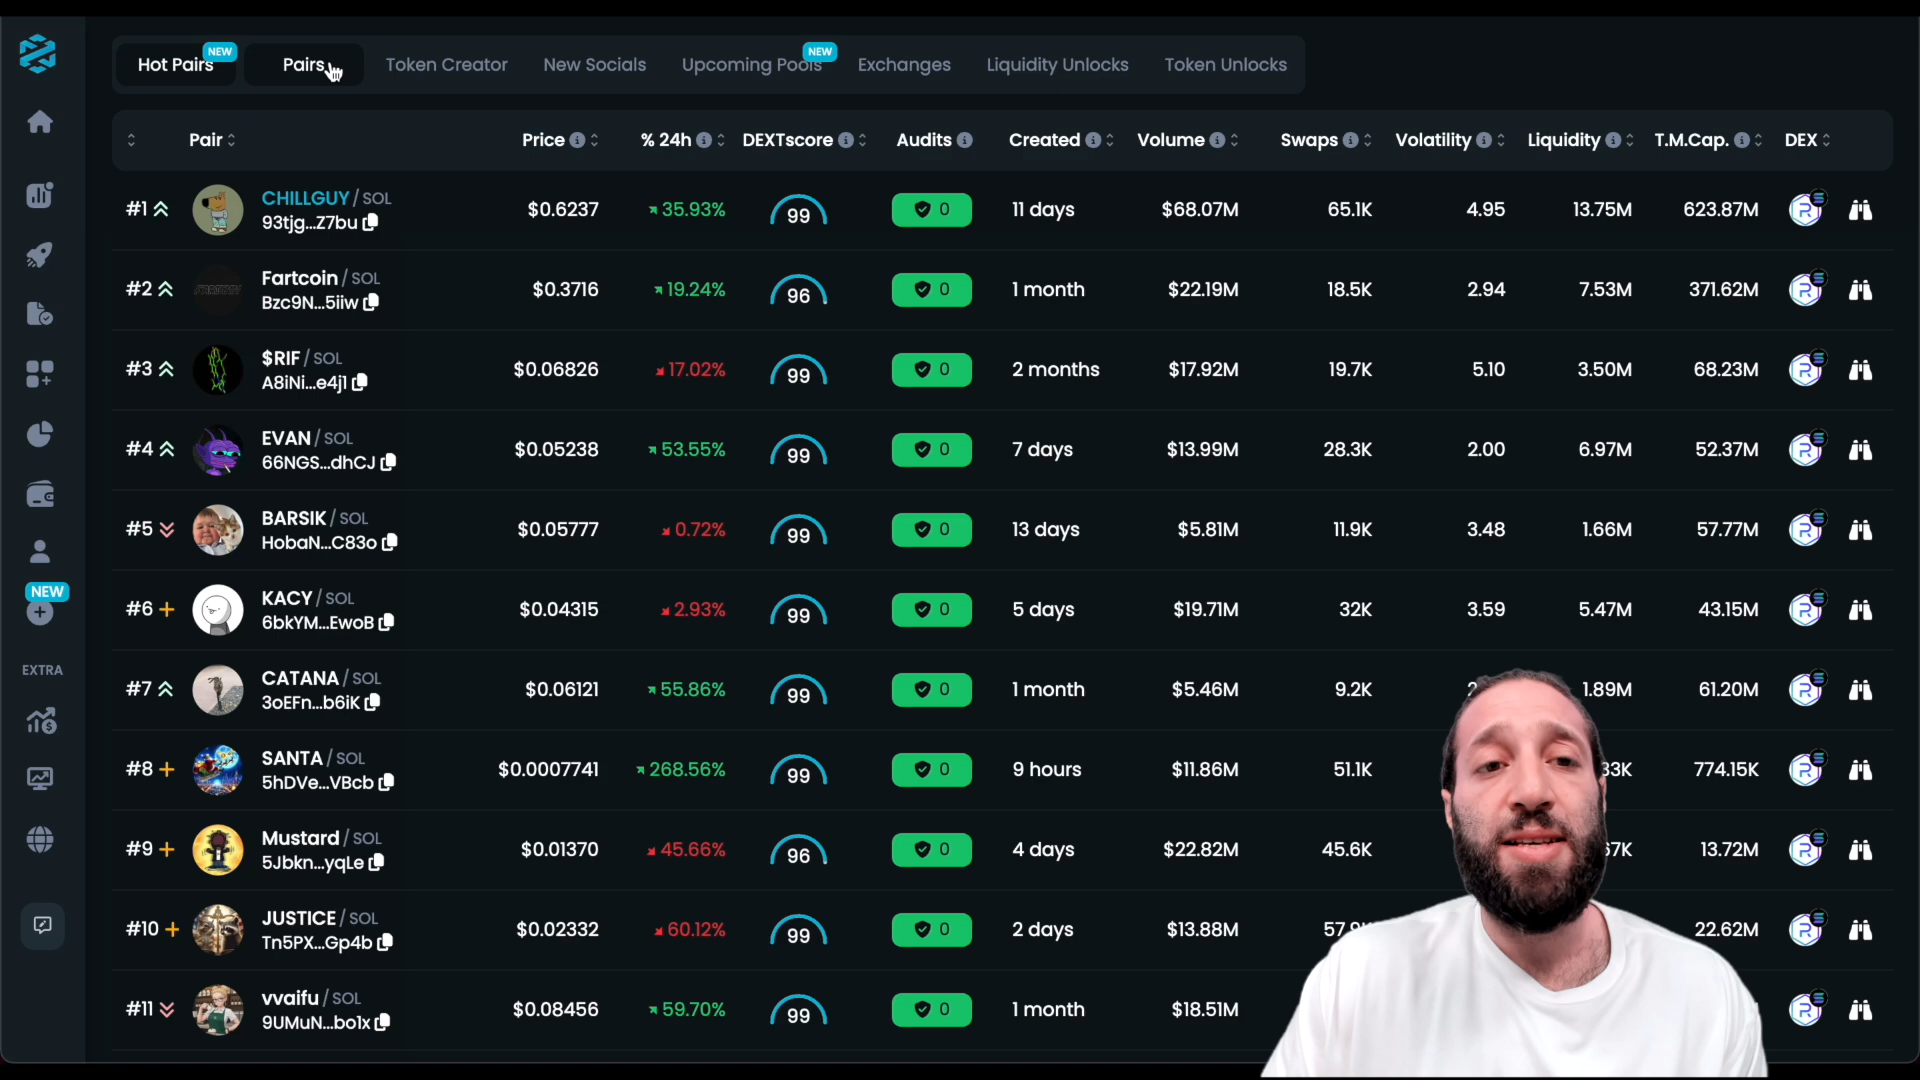 Hot Pairs NEW Pairs Token Creator New Socials Upcoming Pools NEW Exchanges Liquidity Unlocks Token Unlocks
Pair Price % 24h DEXTscore Audits Created Volume Swaps Volatility Liquidity T.M.Cap. DEX
#1 CHILLGUY / SOL $0.6237 35.93% 99 0 11 days $68.07M 65.1K 4.95 13.75M 623.87M
93tjg...Z7bu
#2 Fartcoin / SOL $0.3716 19.24% 96 0 1 month $22.19M 18.5K 2.94 7.53M 371.62M
Bzc9N...5iiw
#3 $RIF / SOL $0.06826 17.02% 99 0 2 months $17.92M 19.7K 5.10 3.50M 68.23M
A8iNi...e4j1
#4 EVAN / SOL $0.05238 53.55% 99 0 7 days $13.99M 28.3K 2.00 6.97M 52.37M
66NGS...dhCJ
#5 BARSIK / SOL $0.05777 0.72% 99 0 13 days $5.81M 11.9K 3.48 1.66M 57.77M
HobaN...C83o
#6 KACY / SOL $0.04315 2.93% 99 0 5 days $19.71M 32K 3.59 5.47M 43.15M
6bkYM...EwoB
NEW
EXTRA
#7 CATANA / SOL $0.06121 55.86% 99 0 1 month $5.46M 9.2K 1.89M 61.20M
3oEFn...b6iK
#8 SANTA / SOL $0.0007741 268.56% 99 0 9 hours $11.86M 51.1K 774.15K
5hDVe...VBcb
#9 Mustard / SOL $0.01370 45.66% 96 0 4 days $22.82M 45.6K 13.72M
5Jbkn...yqLe
#10 JUSTICE / SOL $0.02332 60.12% 99 0 2 days $13.88M 22.62M
Tn5PX...Gp4b
#11 vvaifu / SOL $0.08456 59.70% 99 0 1 month $18.51M
9UMuN...bo1x